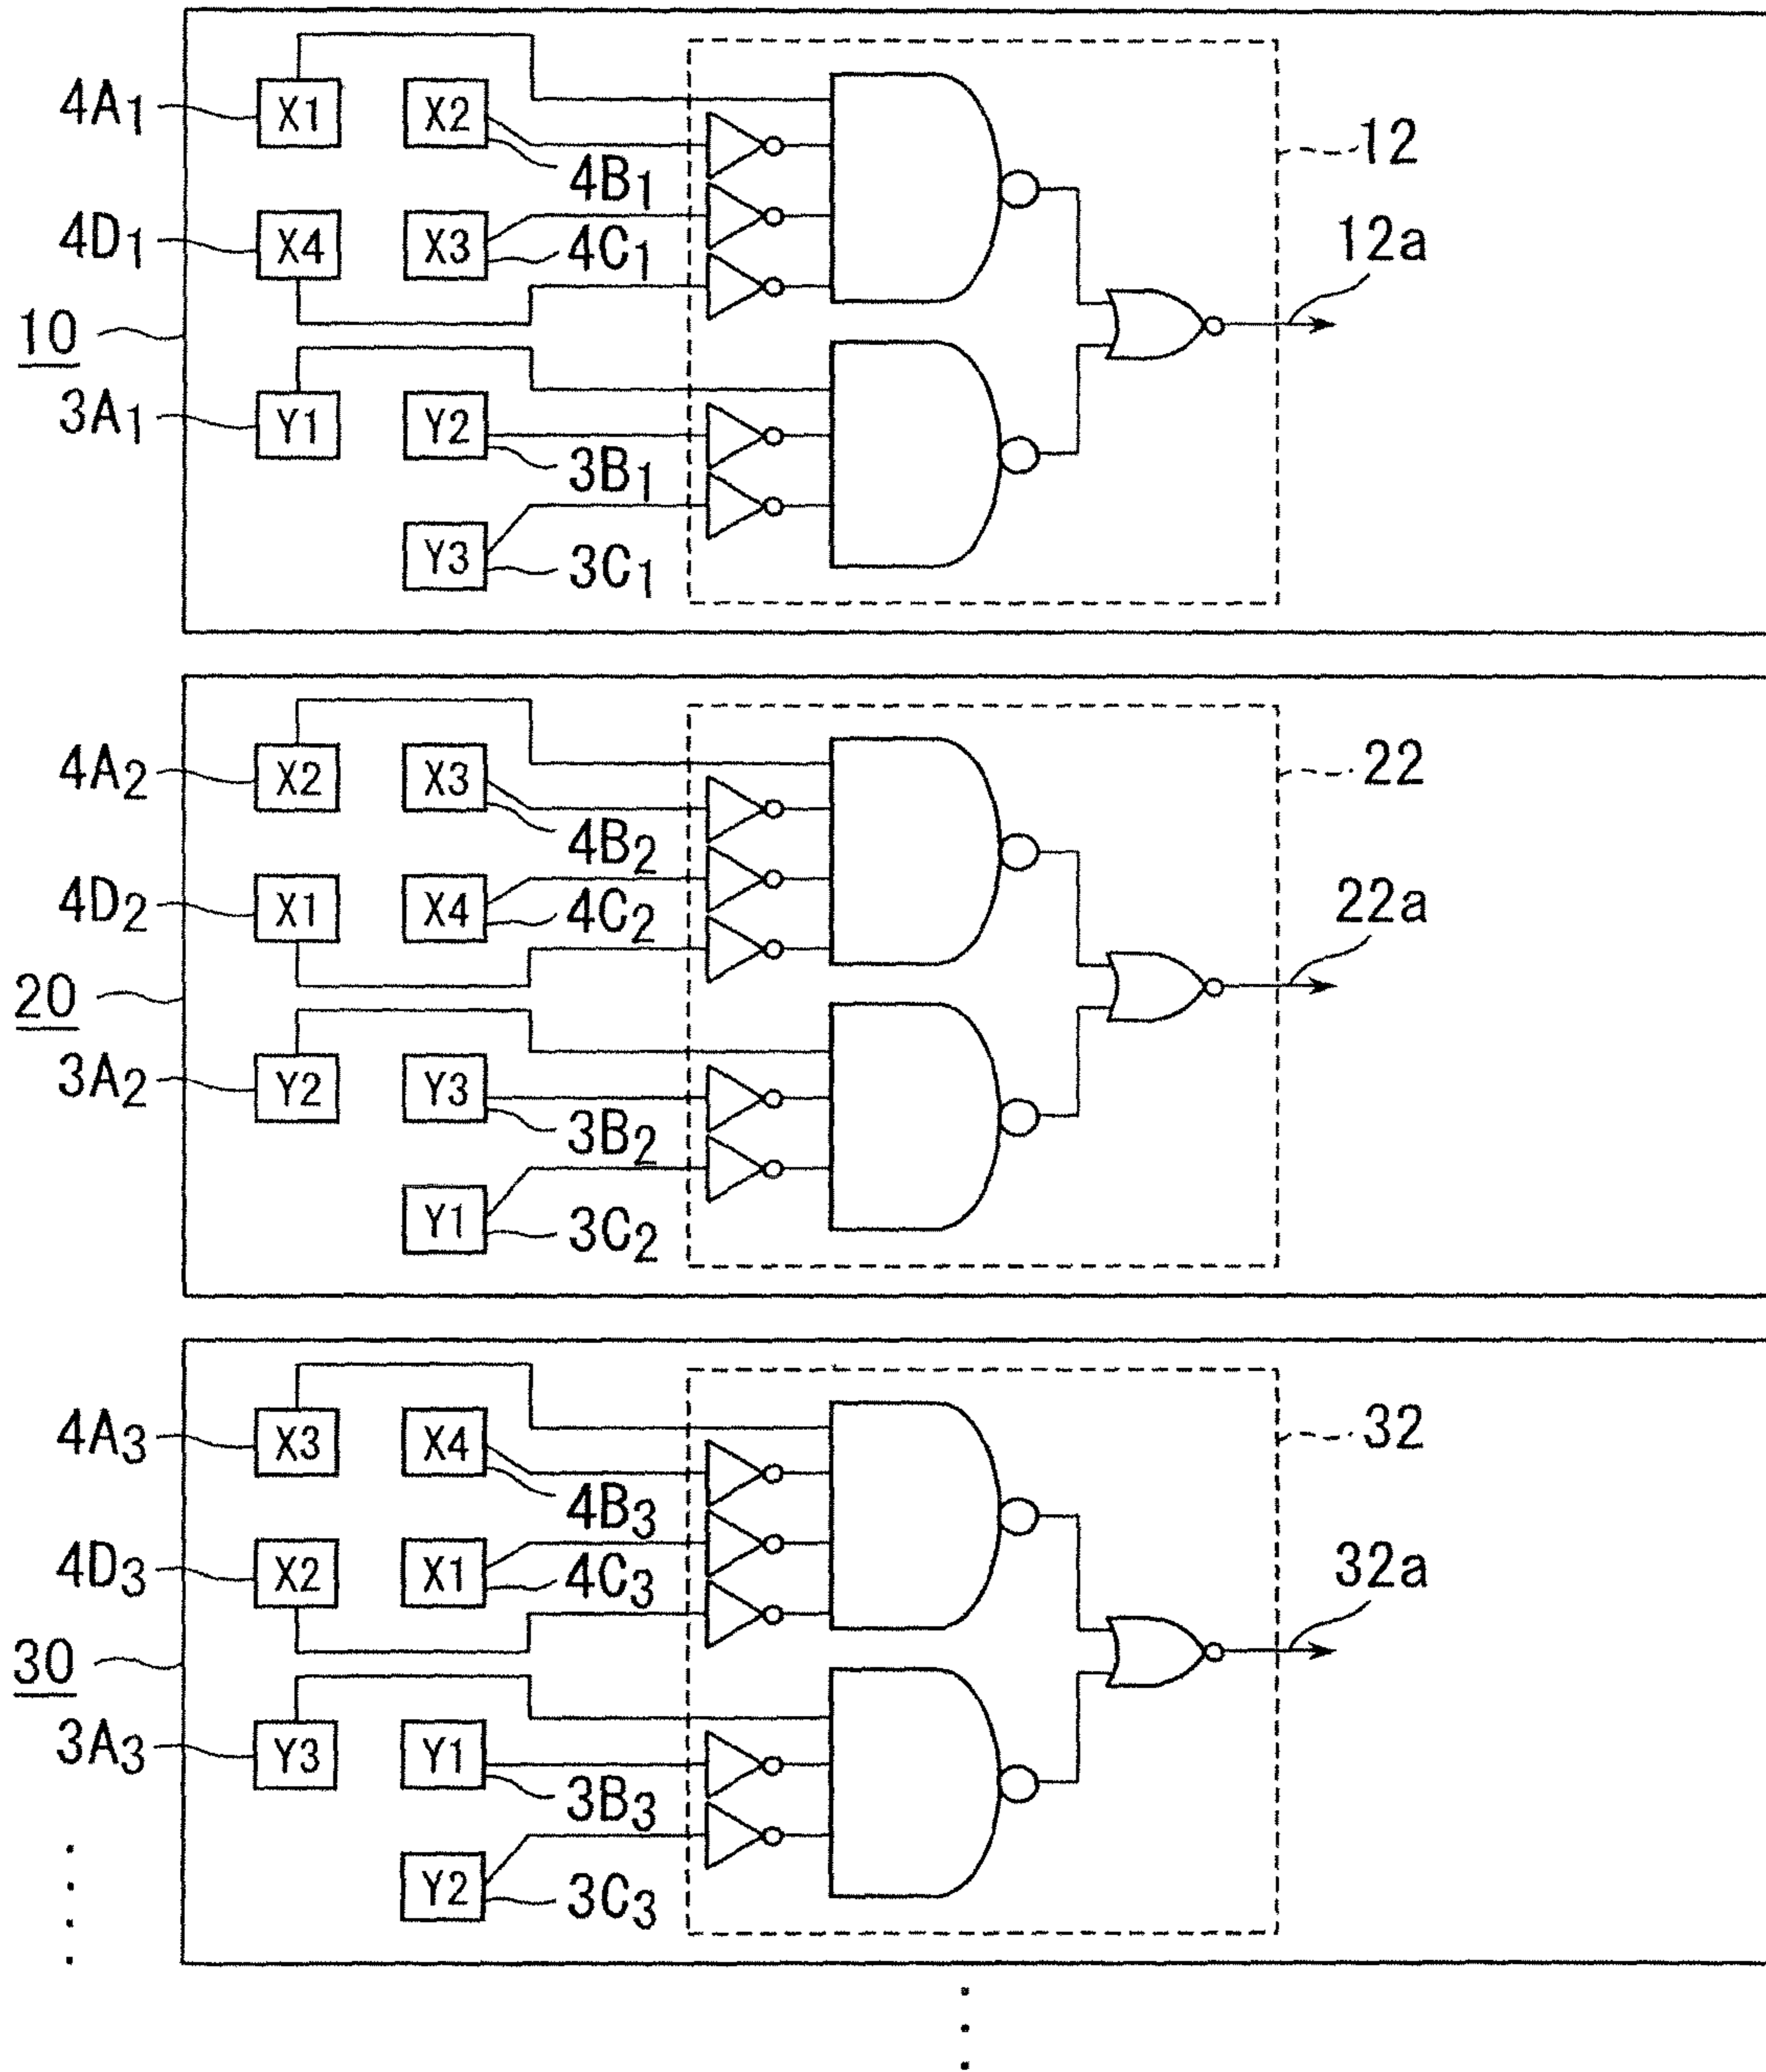 4A1 X1 X2 12
4B1
4D1 X4 X3 4C1 12a
10
3A1 Y1 Y2
3B1
Y3 3C1
4A2 X2 X3 22
4B2
4D2 X1 X4 4C2 22a
20
3A2 Y2 Y3
3B2
Y1 3C2
4A3 X3 X4 32
4B3
4D3 X2 X1 4C3 32a
30
3A3 Y3 Y1
3B3
Y2 3C3